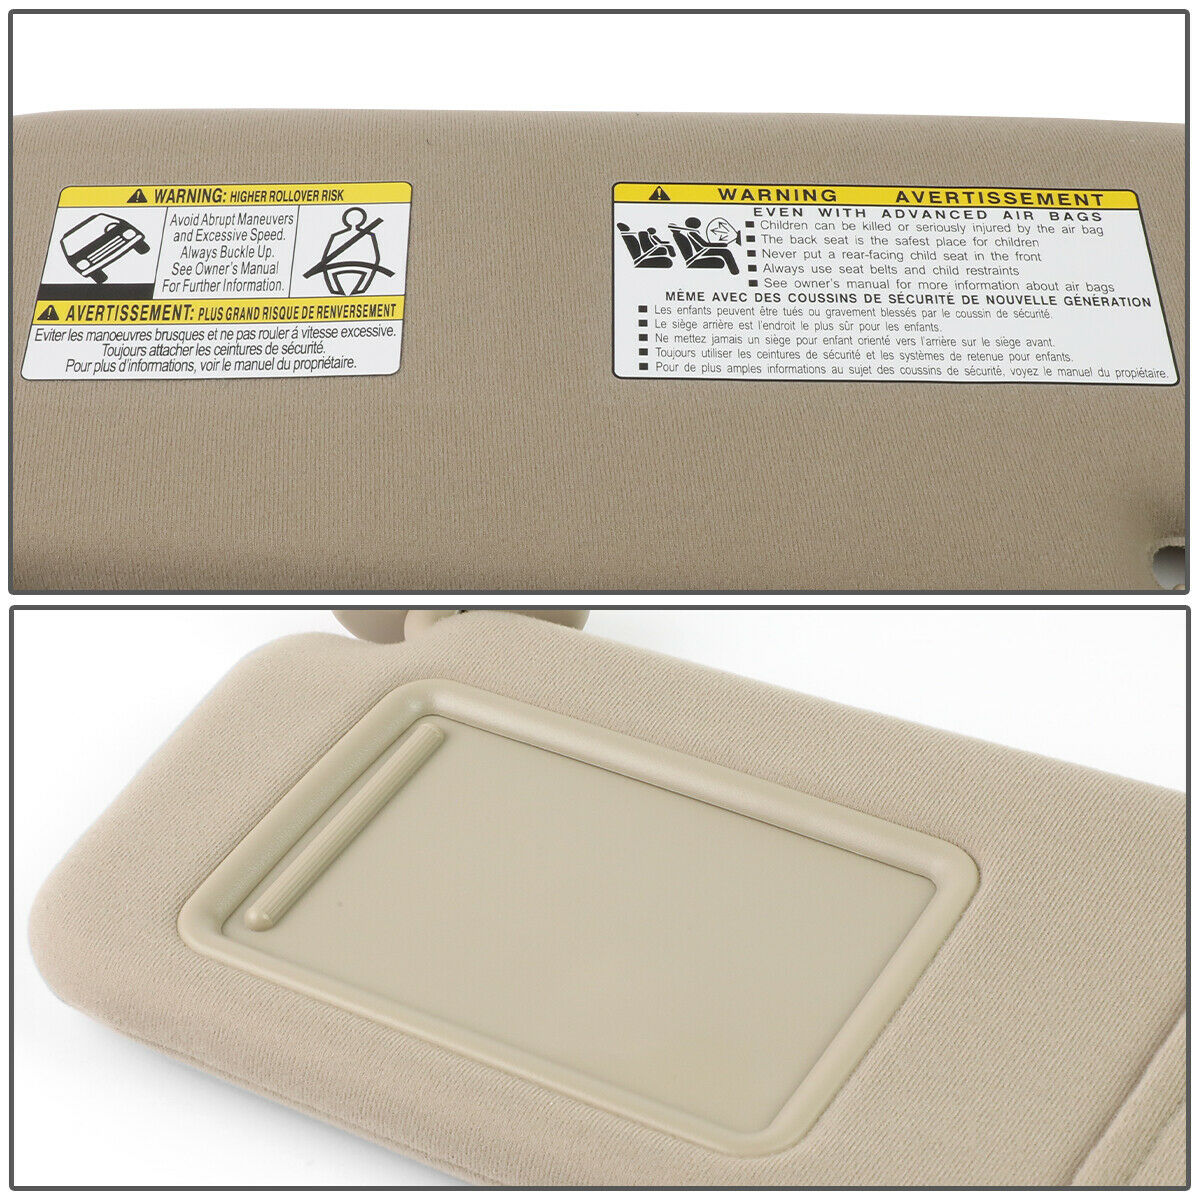 WARNING: HIGHER ROLLOVER RISK
Avoid Abrupt Maneuvers
and Excessive Speed.
Always Buckle Up.
See Owner's Manual
For Further Information.
AVERTISSEMENT: PLUS GRAND RISQUE DE RENVERSEMENT
Eviter les manoeuvres brusques et ne pas rouler á vitesse excessive.
Toujours attacher les ceintures de sécurité.
Pour plus d'informations, voir le manuel du propriétaire.
WARNING AVERTISSEMENT
EVEN WITH ADVANCED AIR BAGS
Children can be killed or seriously injured by the air bag
The back seat is the safest place for children
Never put a rear-facing child seat in the front
Always use seat belts and child restraints
See owner's manual for more information about air bags
MÊME AVEC DES COUSSINS DE SÉCURITÉ DE NOUVELLE GÉNÉRATION
Les enfants peuvent être tués ou gravement blessés par le coussin de sécurité.
Le siège arrière est l'endroit le plus sûr pour les enfants.
Ne mettez jamais un siège pour enfant orienté vers l'arrière sur le siège avant.
Toujours utiliser les ceintures de sécurité et les systèmes de retenue pour enfants.
Pour de plus amples informations au sujet des coussins de sécurité, voyez le manuel du propiétaire.